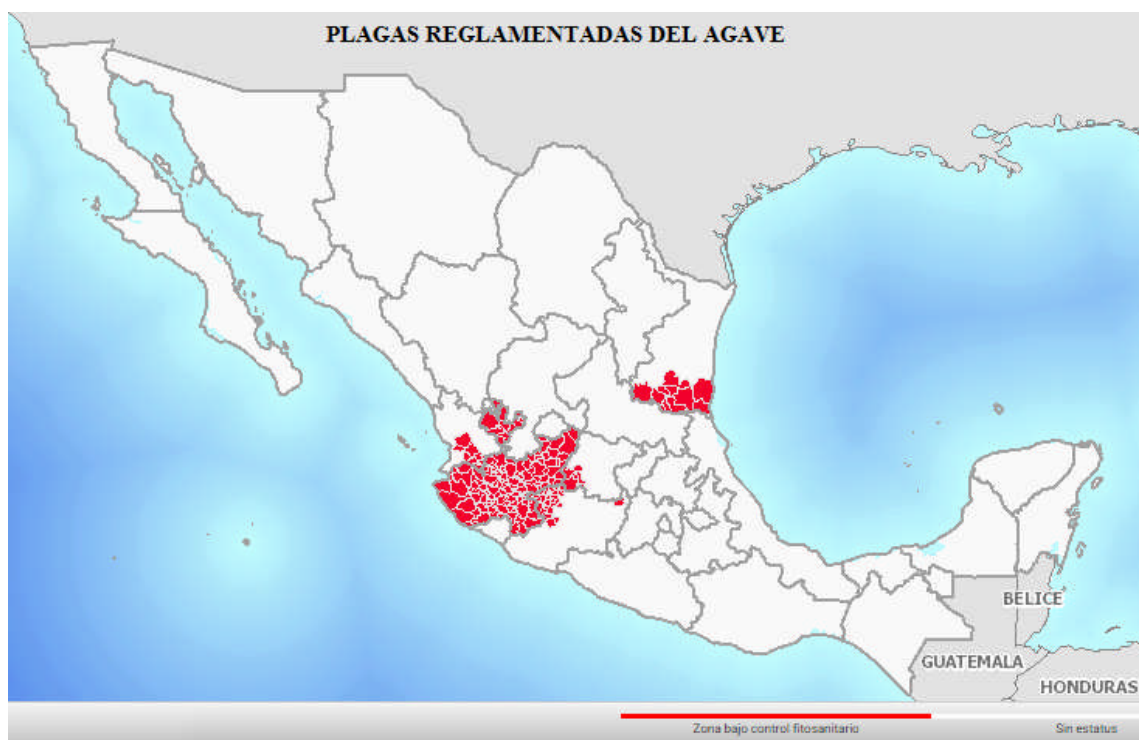 PLAGAS REGLAMENTADAS DEL AGAVE
BELICE
GUATEMALA
HONDURAS
Zona bajo control fitosanitario
Sin estatus